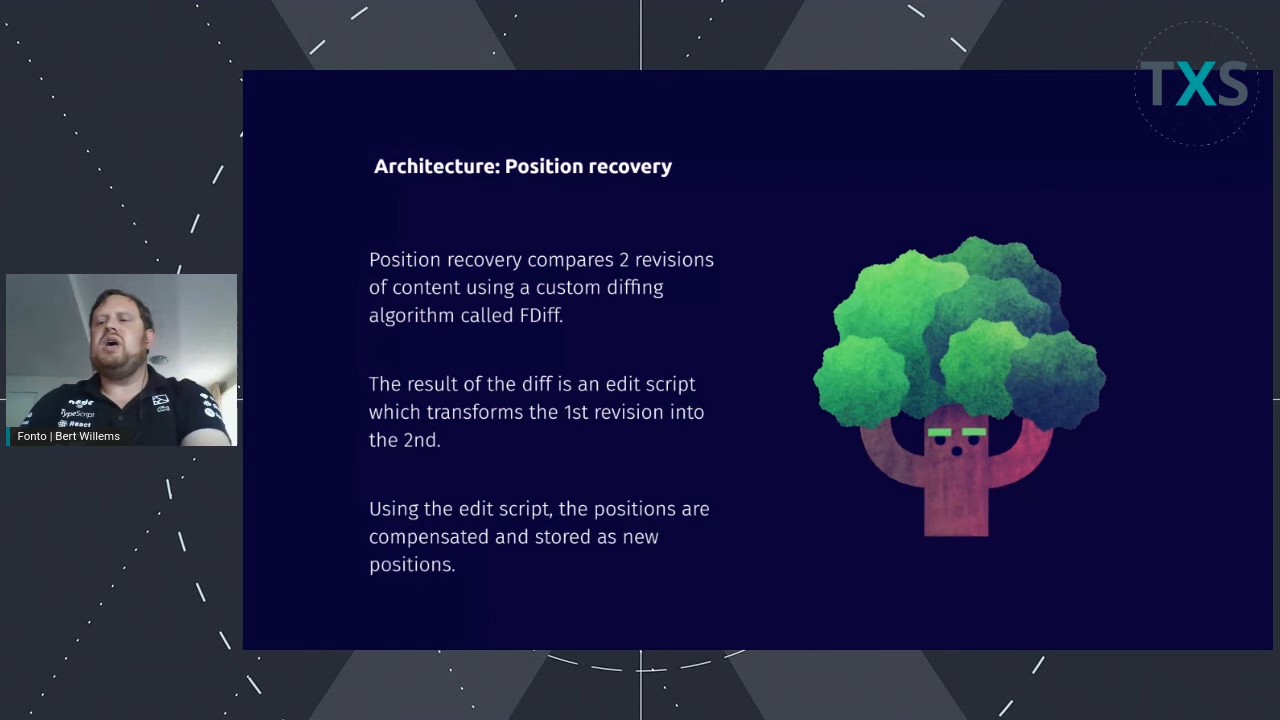 TXS
Architecture: Position recovery
Position recovery compares 2 revisions
of content using a custom diffing
algorithm called FDiff.
The result of the diff is an edit script
which transforms the 1st revision into
the 2nd.
Using the edit script, the positions are
compensated and stored as new
positions.
TypeScript
React
Fonto | Bert Willems